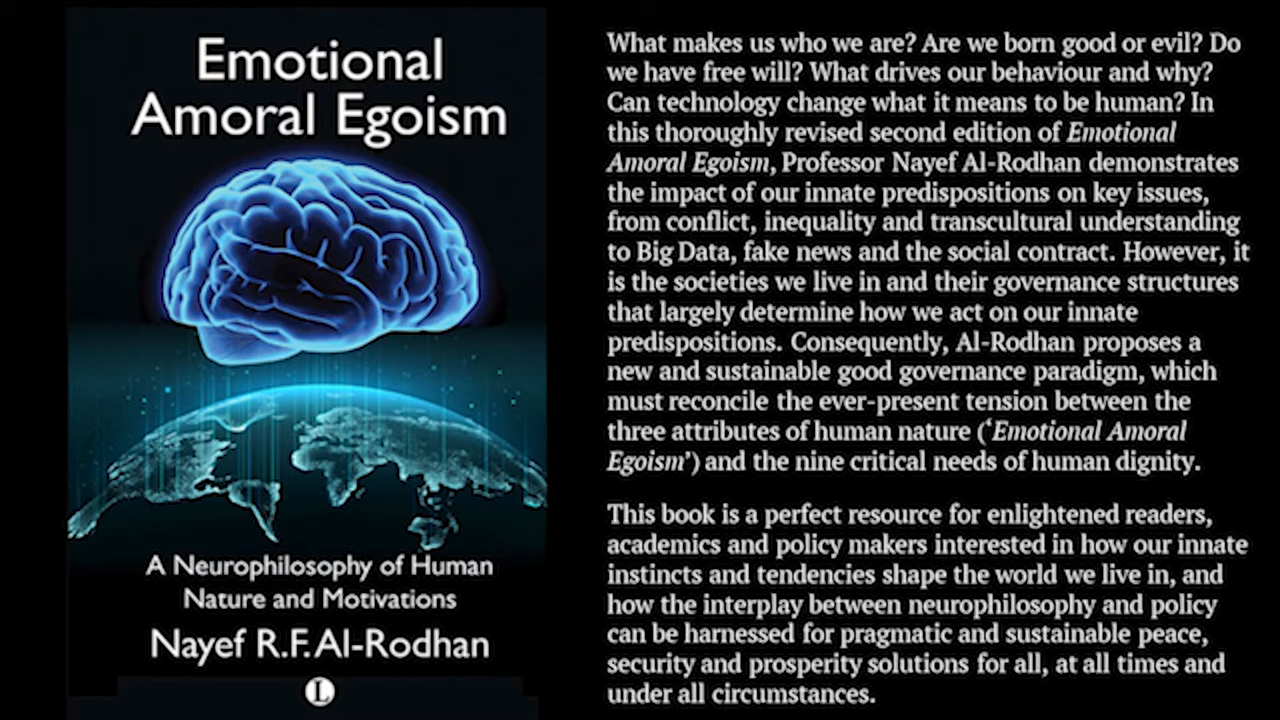 Emotional
Amoral Egoism
A Neurophilosophy of Human
Nature and Motivations
Nayef R.F. Al-Rodhan
L
What makes us who we are? Are we born good or evil? Do
we have free will? What drives our behaviour and why?
Can technology change what it means to be human? In
this thoroughly revised second edition of Emotional
Amoral Egoism, Professor Nayef Al-Rodhan demonstrates
the impact of our innate predispositions on key issues,
from conflict, inequality and transcultural understanding
to Big Data, fake news and the social contract. However, it
is the societies we live in and their governance structures
that largely determine how we act on our innate
predispositions. Consequently, Al-Rodhan proposes a
new and sustainable good governance paradigm, which
must reconcile the ever-present tension between the
three attributes of human nature (‘Emotional Amoral
Egoism’) and the nine critical needs of human dignity.
This book is a perfect resource for enlightened readers,
academics and policy makers interested in how our innate
instincts and tendencies shape the world we live in, and
how the interplay between neurophilosophy and policy
can be harnessed for pragmatic and sustainable peace,
security and prosperity solutions for all, at all times and
under all circumstances.